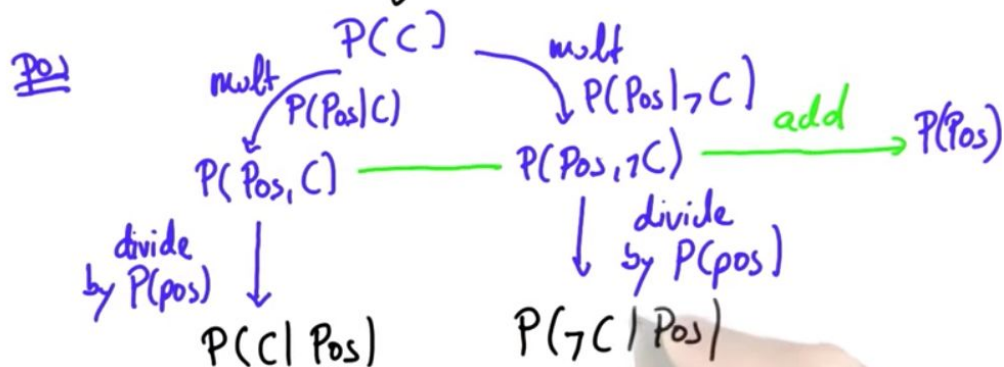 P(C)
Pos
mult
P(Pos|C)
mult
P(Pos|¬C)
P(Pos,C)
P(Pos,¬C)
add
P(Pos)
divide
by P(pos)
divide
by P(pos)
P(C|Pos)
P(¬C|Pos)